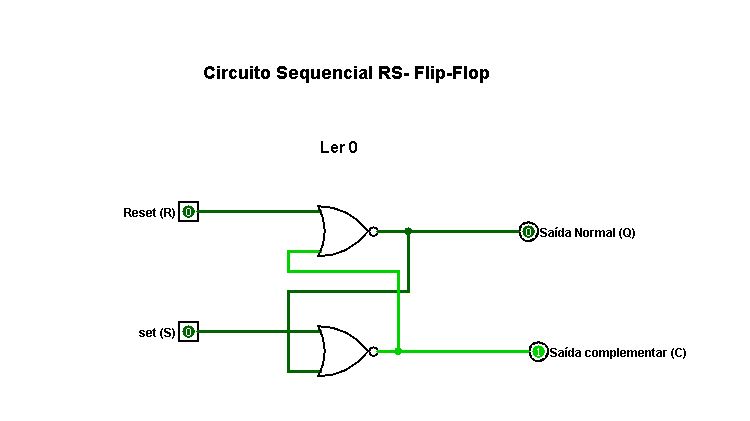 Circuito Sequencial RS- Flip-Flop
Ler 0
Reset (R) 0
0 Saída Normal (Q)
set (S) 0
1 Saída complementar (C)